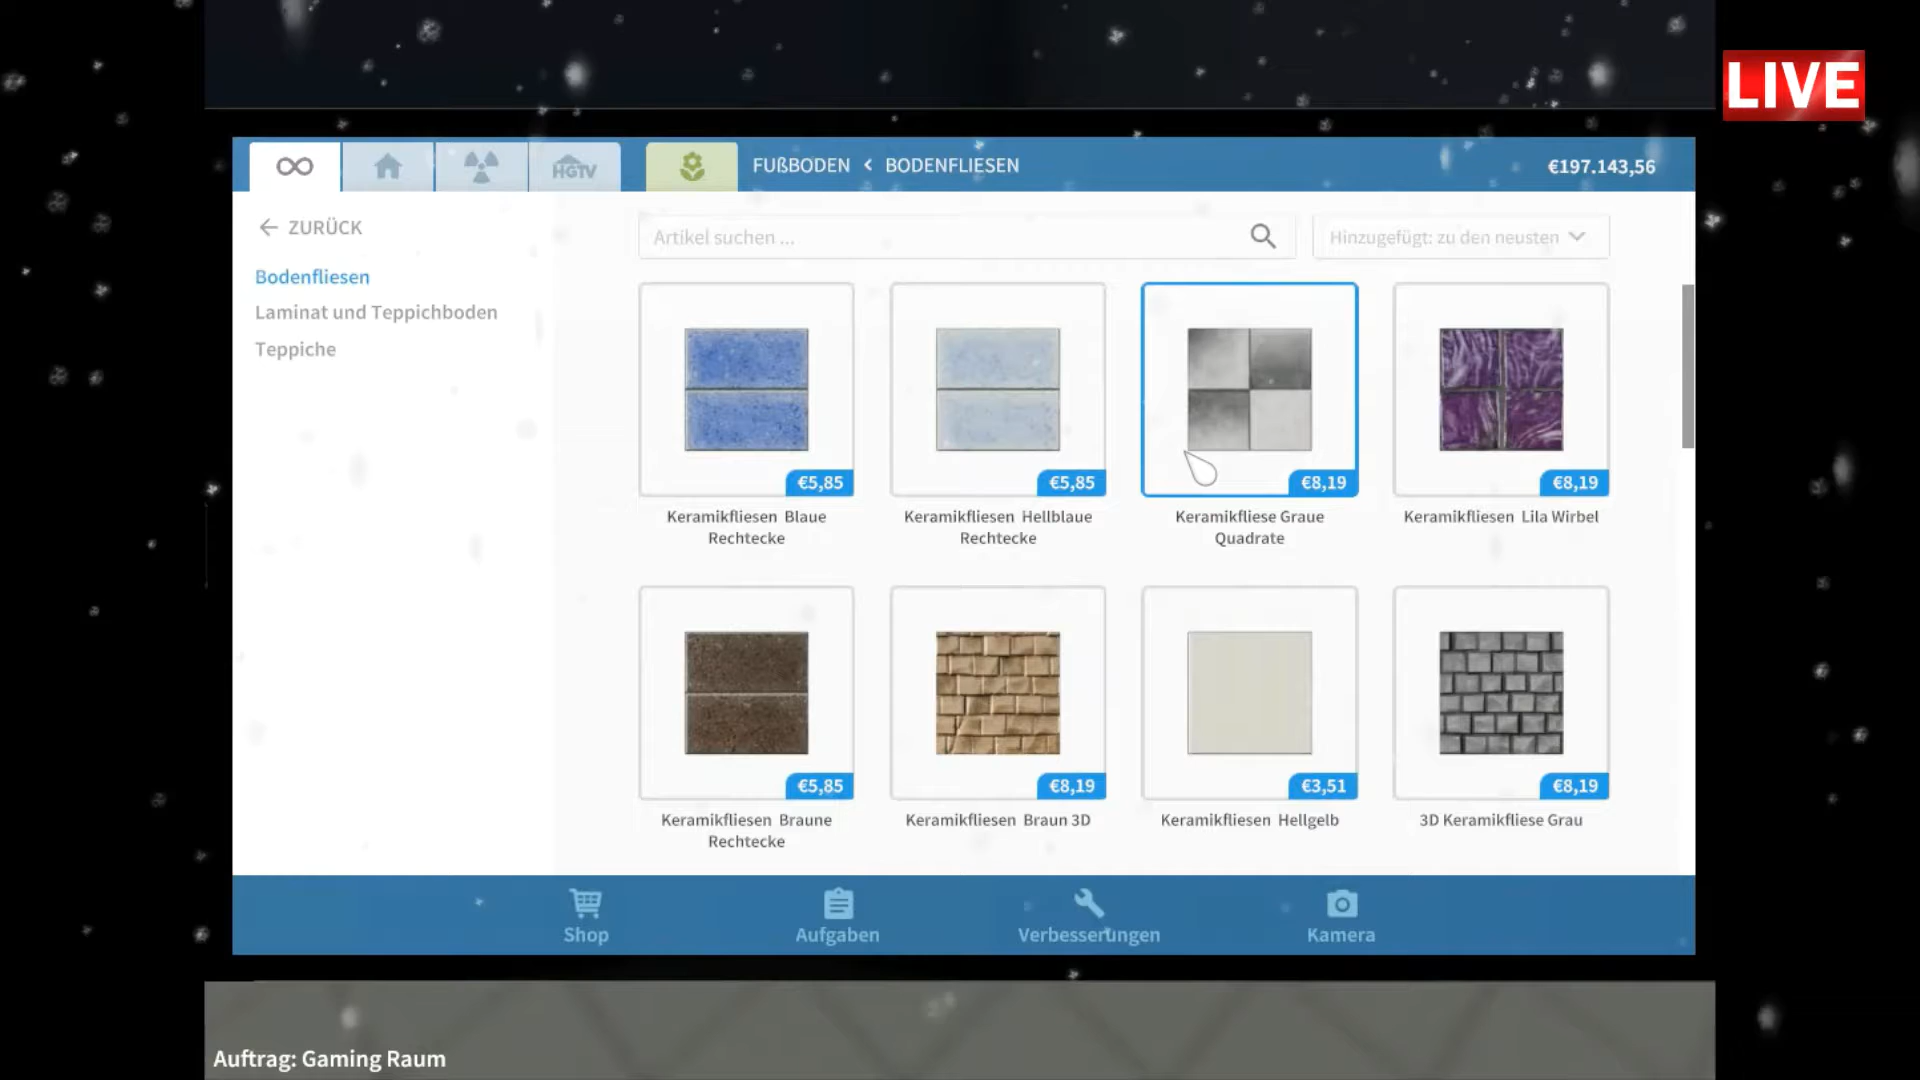 LIVE
HGTV
FUßBODEN < BODENFLIESEN
€197.143,56
ZURÜCK
Artikel suchen ...
Hinzugefügt: zu den neusten
Bodenfliesen
Laminat und Teppichboden
Teppiche
€5,85
€5,85
€8,19
€8,19
Keramikfliesen Blaue
Rechtecke
Keramikfliesen Hellblaue
Rechtecke
Keramikfliese Graue
Quadrate
Keramikfliesen Lila Wirbel
€5,85
€8,19
€3,51
€8,19
Keramikfliesen Braune
Rechtecke
Keramikfliesen Braun 3D
Keramikfliesen Hellgelb
3D Keramikfliese Grau
Shop
Aufgaben
Verbesserungen
Kamera
Auftrag: Gaming Raum